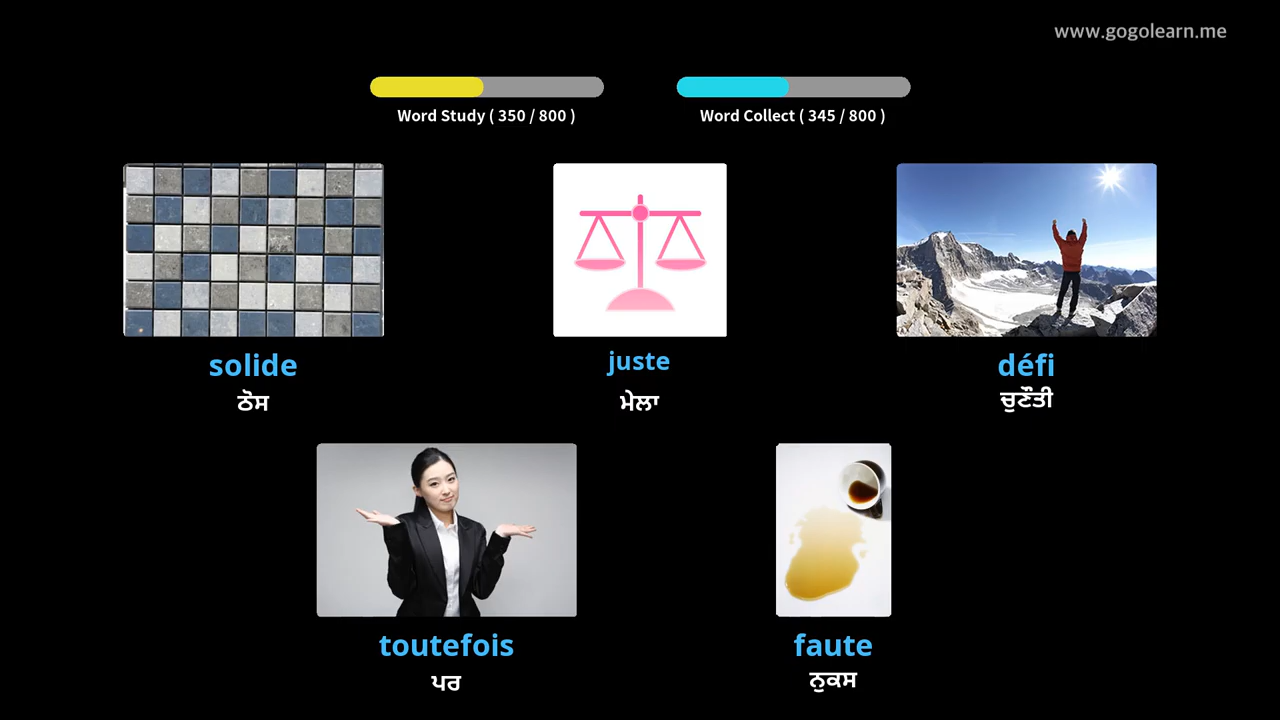 www.gogolearn.me
Word Study ( 350 / 800 )
Word Collect ( 345 / 800 )
solide
ਠੋਸ
juste
ਮੇਲਾ
défi
ਚੁਣੌਤੀ
toutefois
ਪਰ
faute
ਨੁਕਸ